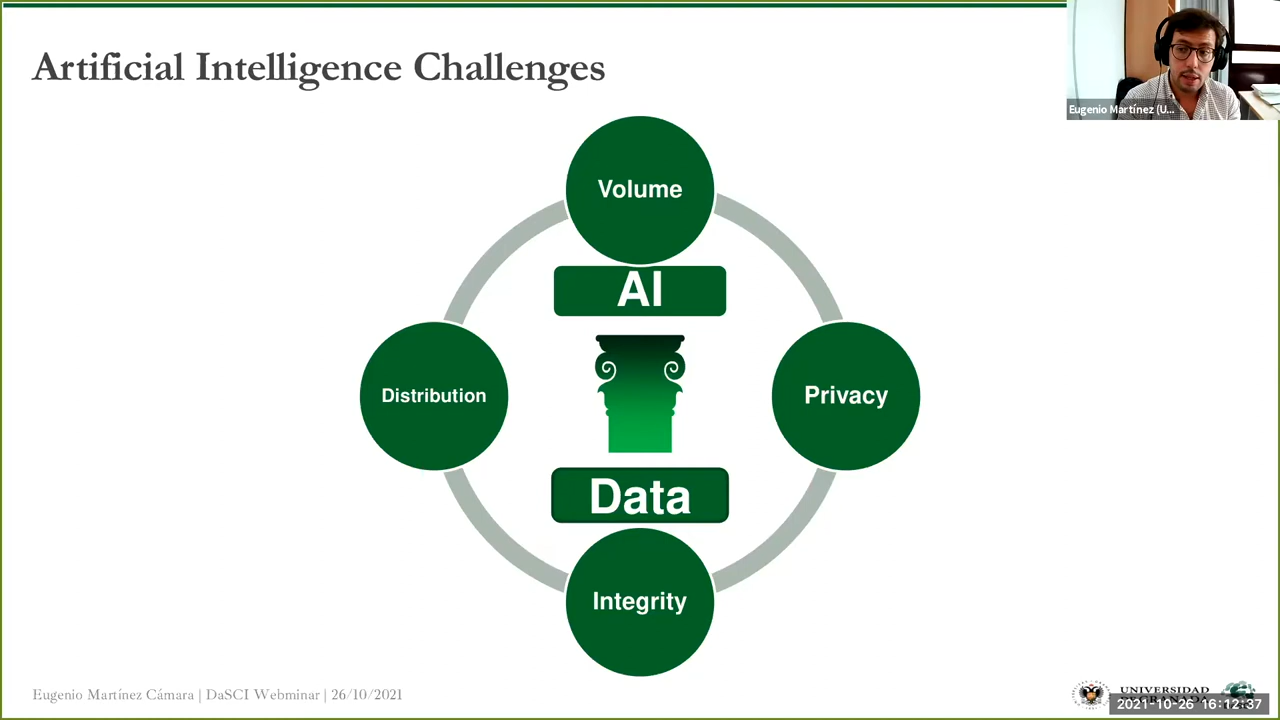 Artificial Intelligence Challenges
Eugenio Martínez (U...
Volume
AI
Distribution
Privacy
Data
Integrity
Eugenio Martínez Cámara | DaSCI Webminar | 26/10/2021
UNIVERSIDAD
2021-10-26 16:12:37